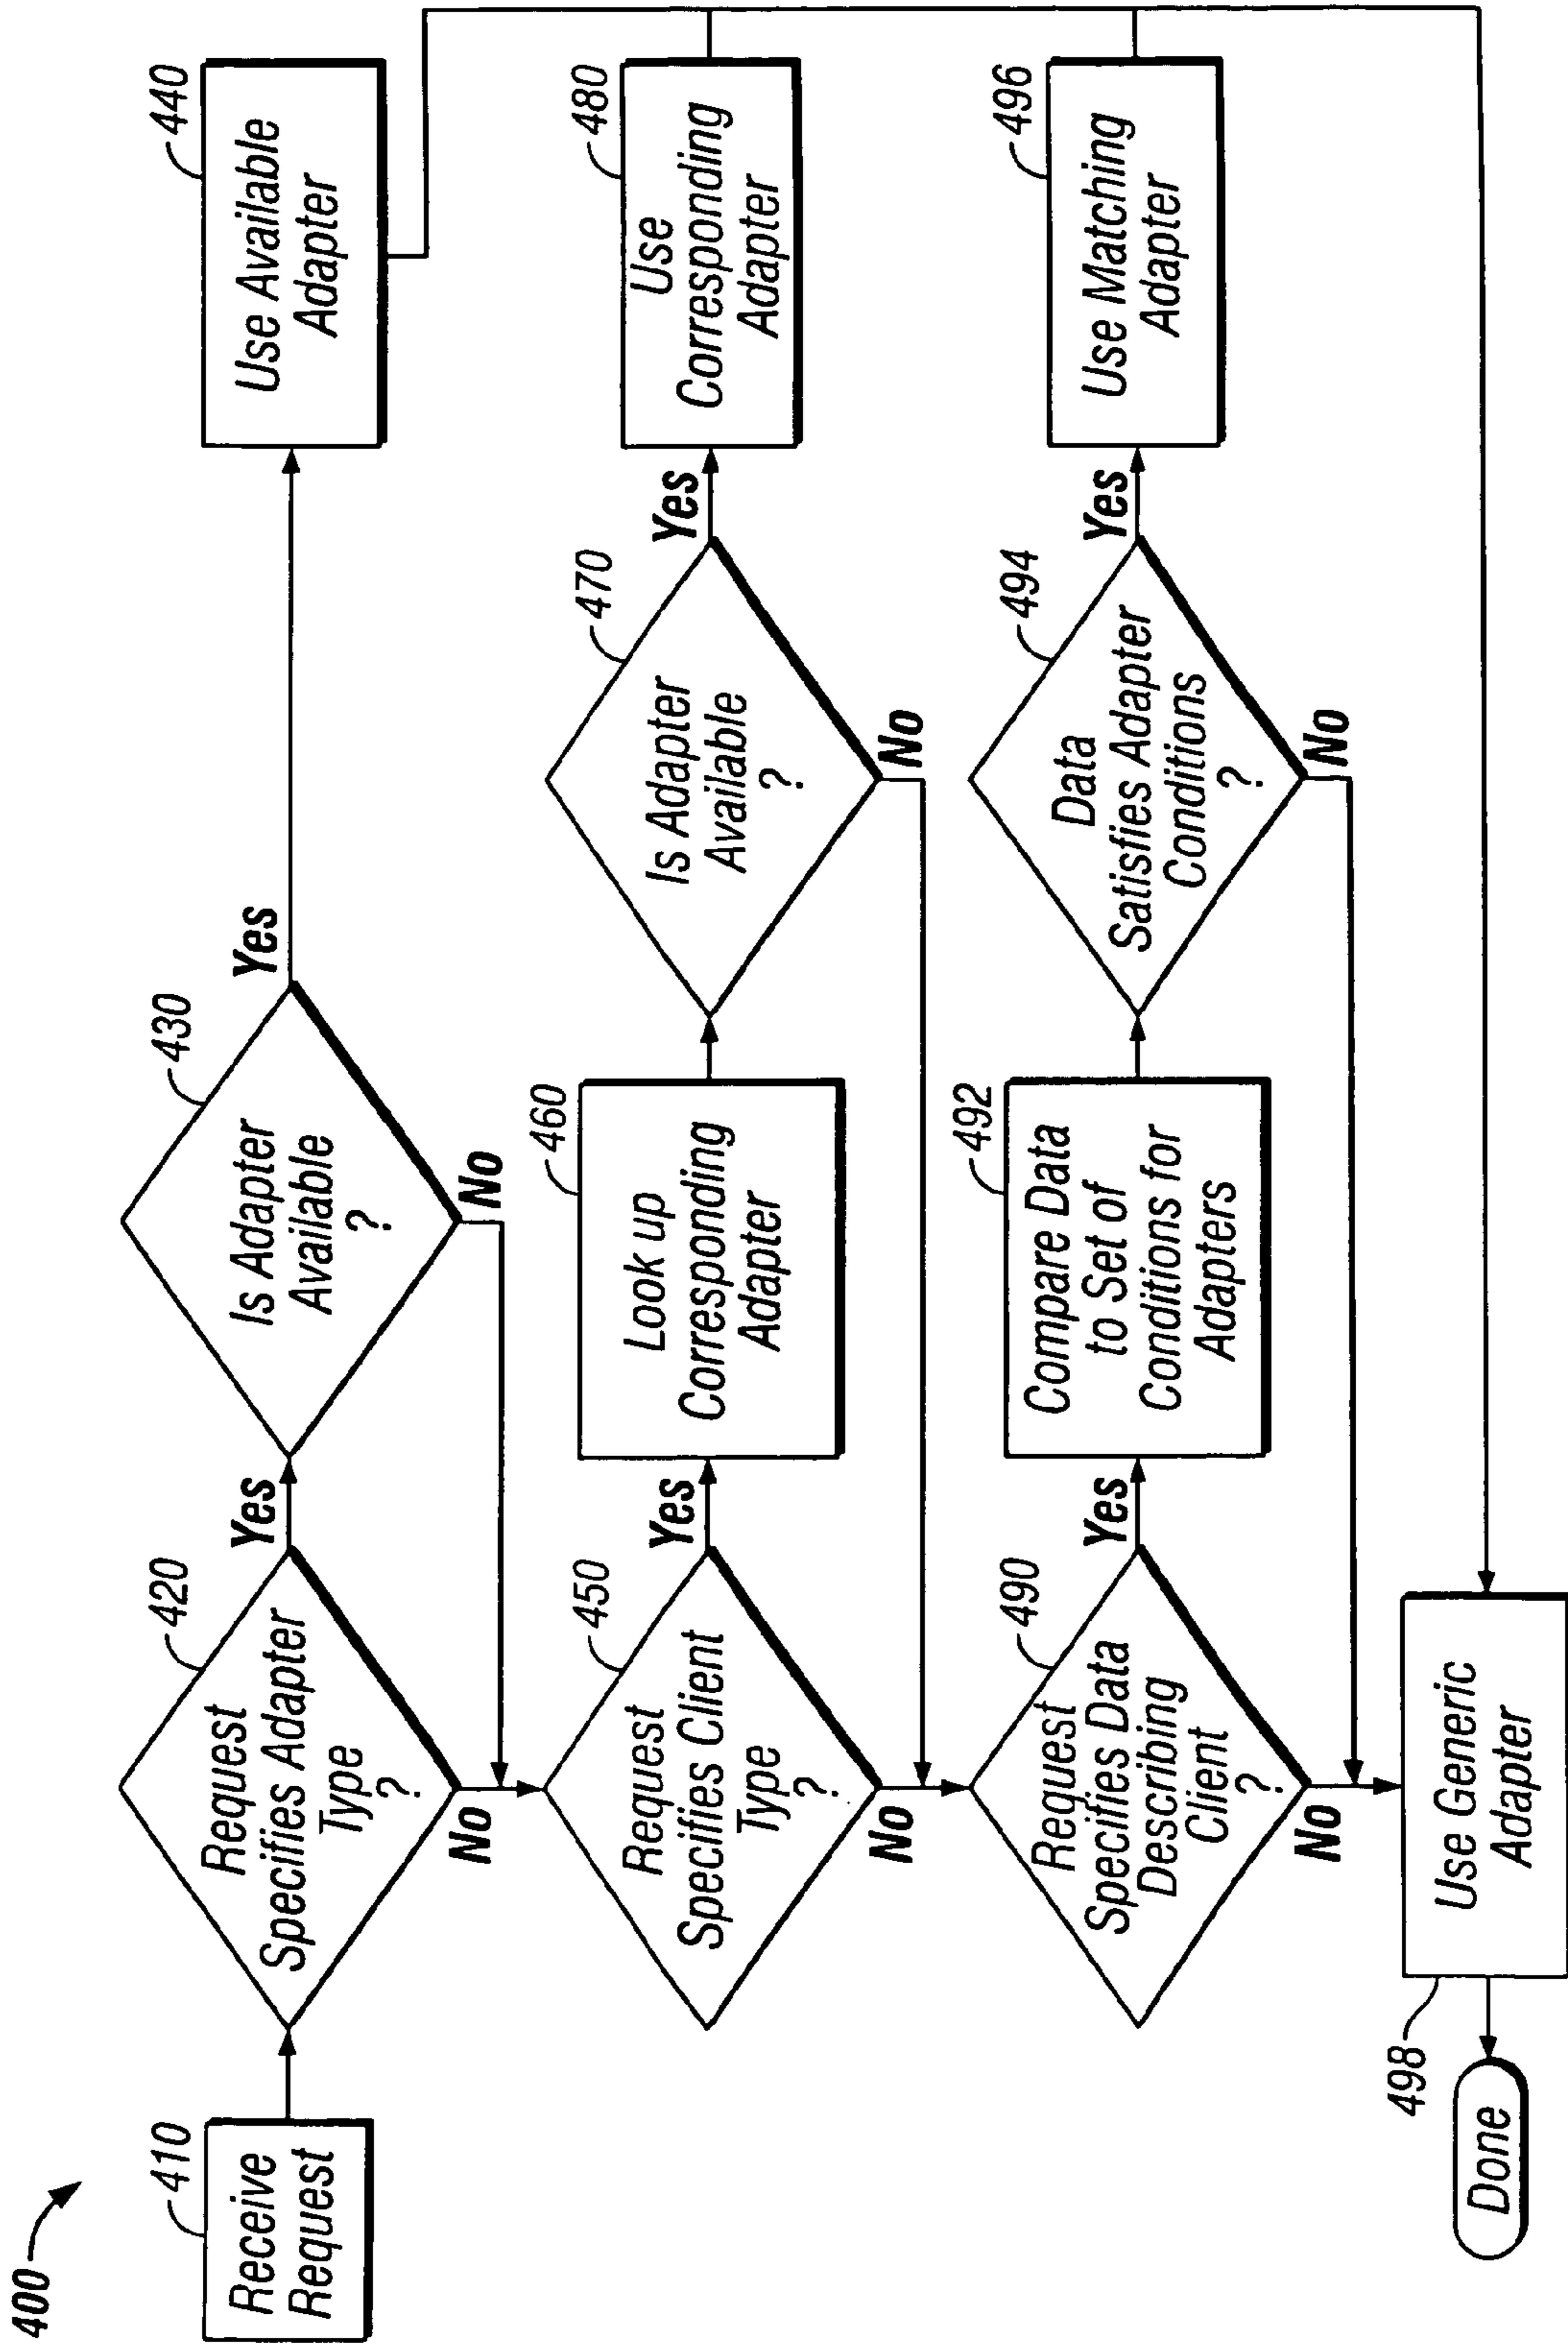 400
410
Receive
Request
420
Request
Specifies Adapter
Type
?
Yes
No
430
Is Adapter
Available
?
Yes
No
440
Use Available
Adapter
450
Request
Specifies Client
Type
?
Yes
No
460
Look up
Corresponding
Adapter
470
Is Adapter
Available
?
Yes
No
480
Use
Corresponding
Adapter
490
Request
Specifies Data
Describing
Client
?
Yes
No
492
Compare Data
to Set of
Conditions for
Adapters
494
Data
Satisfies Adapter
Conditions
?
Yes
No
496
Use Matching
Adapter
498
Use Generic
Adapter
Done